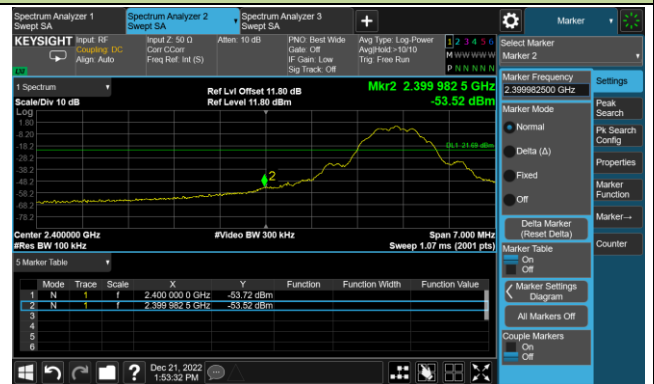 Spectrum Analyzer 1
Swept SA
Spectrum Analyzer 2
Swept SA
Spectrum Analyzer 3
Swept SA
Marker
KEYSIGHT
Input: RF
Coupling: DC
Align: Auto
Input Z: 50 Ω
Corr CCorr
Freq Ref: Int (S)
Atten: 10 dB
PNO: Best Wide
Gate: Off
IF Gain: Low
Sig Track: Off
Avg Type: Log-Power
Avg|Hold:>10/10
Trig: Free Run
1 2 3 4 5 6
M W W W W W
P N N N N N
LVI
Select Marker
Marker 2
1 Spectrum
Scale/Div 10 dB
Log
Ref Lvl Offset 11.80 dB
Ref Level 11.80 dBm
Mkr2 2.399 982 5 GHz
-53.52 dBm
1.80
-8.20
-18.2
-28.2
-38.2
-48.2
-58.2
-68.2
-78.2
DL1 -21.69 dBm
2
Center 2.400000 GHz
#Res BW 100 kHz
#Video BW 300 kHz
Span 7.000 MHz
Sweep 1.07 ms (2001 pts)
5 Marker Table
Mode Trace Scale X Y Function Function Width Function Value
1 N 1 f 2.400 000 0 GHz -53.72 dBm
2 N 1 f 2.399 982 5 GHz -53.52 dBm
3
4
5
6
Marker Frequency
2.399982500 GHz
Marker Mode
Normal
Delta (Δ)
Fixed
Off
Delta Marker
(Reset Delta)
Marker Table
On
Off
Marker Settings
Diagram
All Markers Off
Couple Markers
On
Off
Settings
Peak
Search
Pk Search
Config
Properties
Marker
Function
Marker→
Counter
Dec 21, 2022
1:53:32 PM